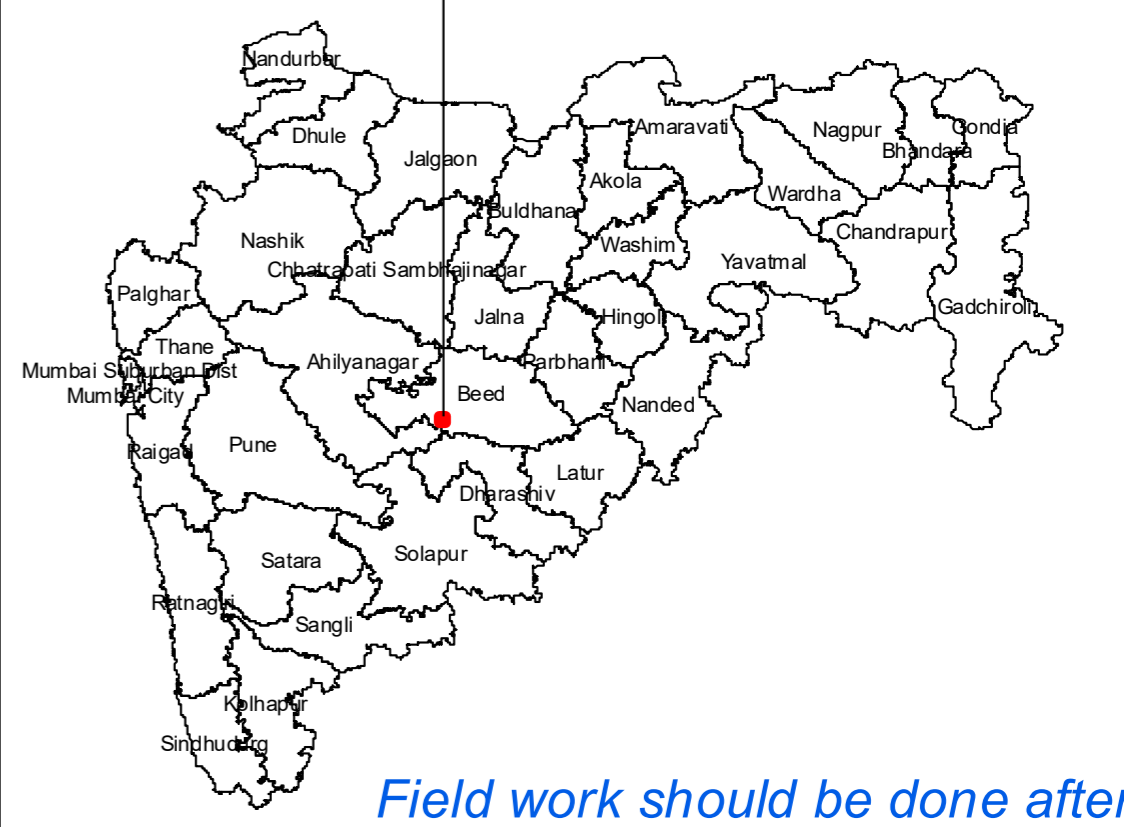 Nandurbar
Dhule
Jalgaon
Amaravati
Nagpur
Gondia
Bhandara
Akola
Wardha
Buldhana
Washim
Chandrapur
Nashik
Chhatrapati Sambhajinagar
Yavatmal
Palghar
Jalna
Hingoli
Gadchiroli
Thane
Ahilyanagar
Parbhani
Mumbai Suburban Dist
Mumbai City
Beed
Nanded
Raigad
Pune
Latur
Dharashiv
Satara
Solapur
Ratnagiri
Sangli
Kolhapur
Sindhudurg
Field work should be done after